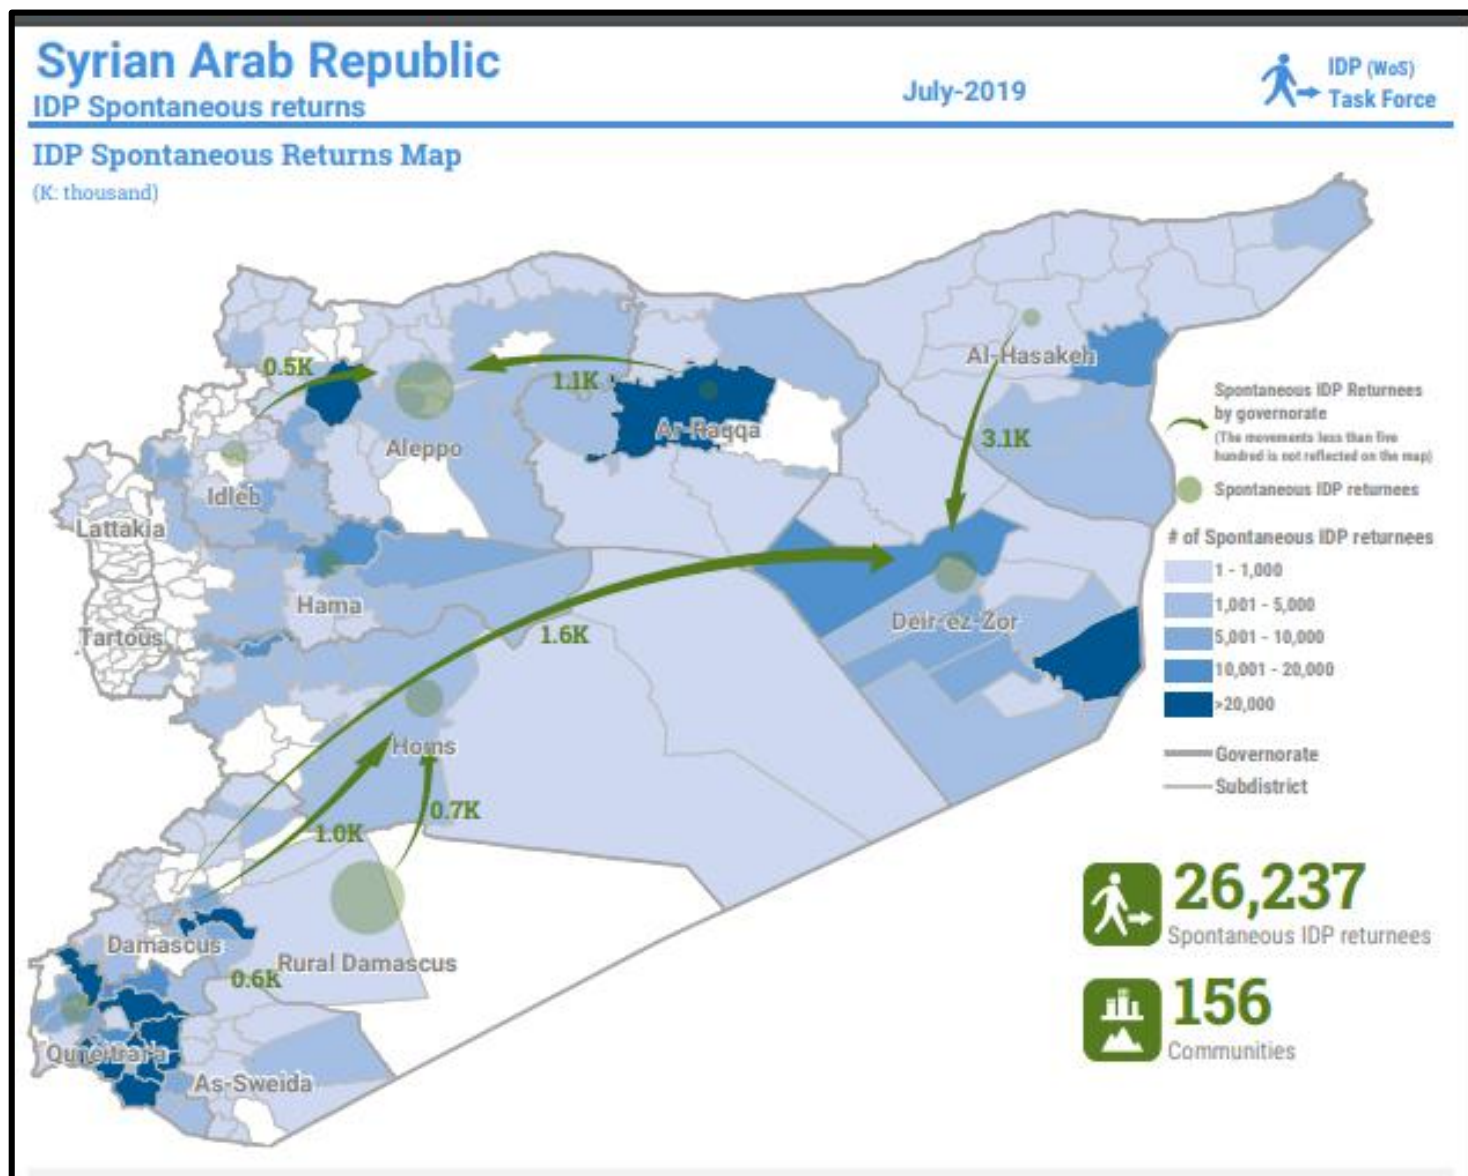 Syrian Arab Republic
IDP Spontaneous returns
July-2019
IDP (WoS)
Task Force
IDP Spontaneous Returns Map
(K: thousand)
0.5K
1.1K
Al-Hasakeh
3.1K
Aleppo
Ar-Raqqa
Idleb
Lattakia
Hama
Tartous
1.6K
Deir-ez-Zor
Homs
1.0K
0.7K
Damascus
0.6K
Rural Damascus
As-Sweida
Spontaneous IDP Returnees
by governorate
(The movements less than five
hundred is not reflected on the map)
Spontaneous IDP returnees
# of Spontaneous IDP returnees
1 - 1,000
1,001 - 5,000
5,001 - 10,000
10,001 - 20,000
>20,000
Governorate
Subdistrict
26,237
Spontaneous IDP returnees
156
Communities